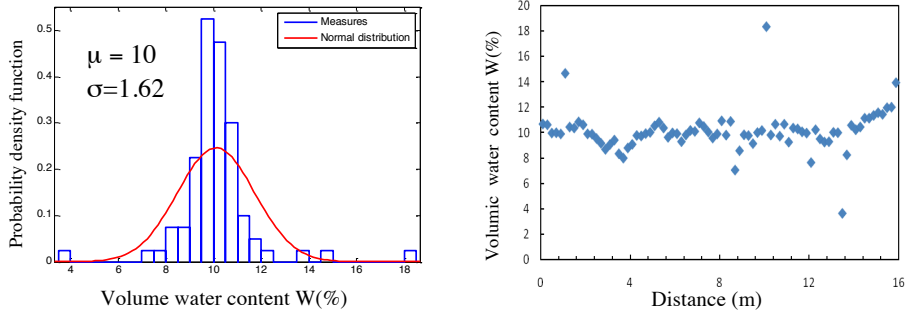 Probability density function
0.5
0.4
0.3
0.2
0.1
0
μ = 10
σ=1.62
Measures
Normal distribution
4 6 8 10 12 14 16 18
Volume water content W(%)
Volumic water content W(%)
20
18
16
14
12
10
8
6
4
2
0
0 4 8 12 16
Distance (m)